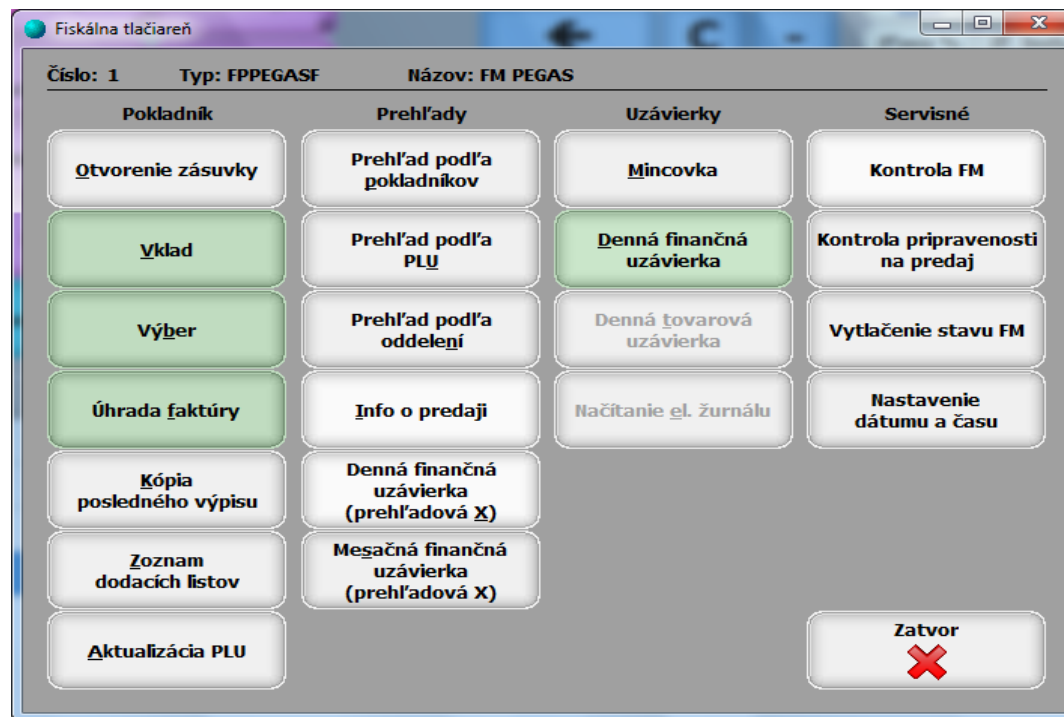 Fiskálna tlačiareň
Číslo: 1 Typ: FPPEGASF Názov: FM PEGAS
Pokladník
Otvorenie zásuvky
Vklad
Výber
Úhrada faktúry
Kópia
posledného výpisu
Zoznam
dodacích listov
Aktualizácia PLU
Prehľady
Prehľad podľa
pokladníkov
Prehľad podľa
PLU
Prehľad podľa
oddelení
Info o predaji
Denná finančná
uzávierka
(prehľadová X)
Mesačná finančná
uzávierka
(prehľadová X)
Uzávierky
Mincovka
Denná finančná
uzávierka
Denná tovarová
uzávierka
Načítanie el. žurnálu
Servisné
Kontrola FM
Kontrola pripravenosti
na predaj
Vytlačenie stavu FM
Nastavenie
dátumu a času
Zatvor